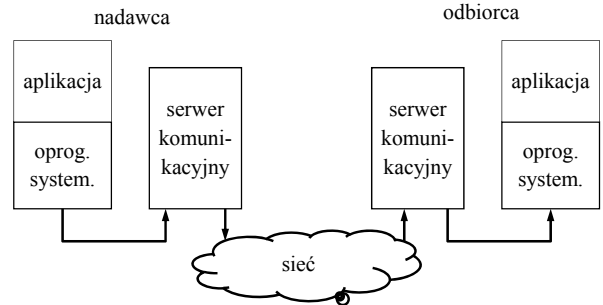 nadawca
odbiorca
aplikacja
oprog.
system.
serwer
komuni-
kacyjny
serwer
komuni-
kacyjny
aplikacja
oprog.
system.
sieć